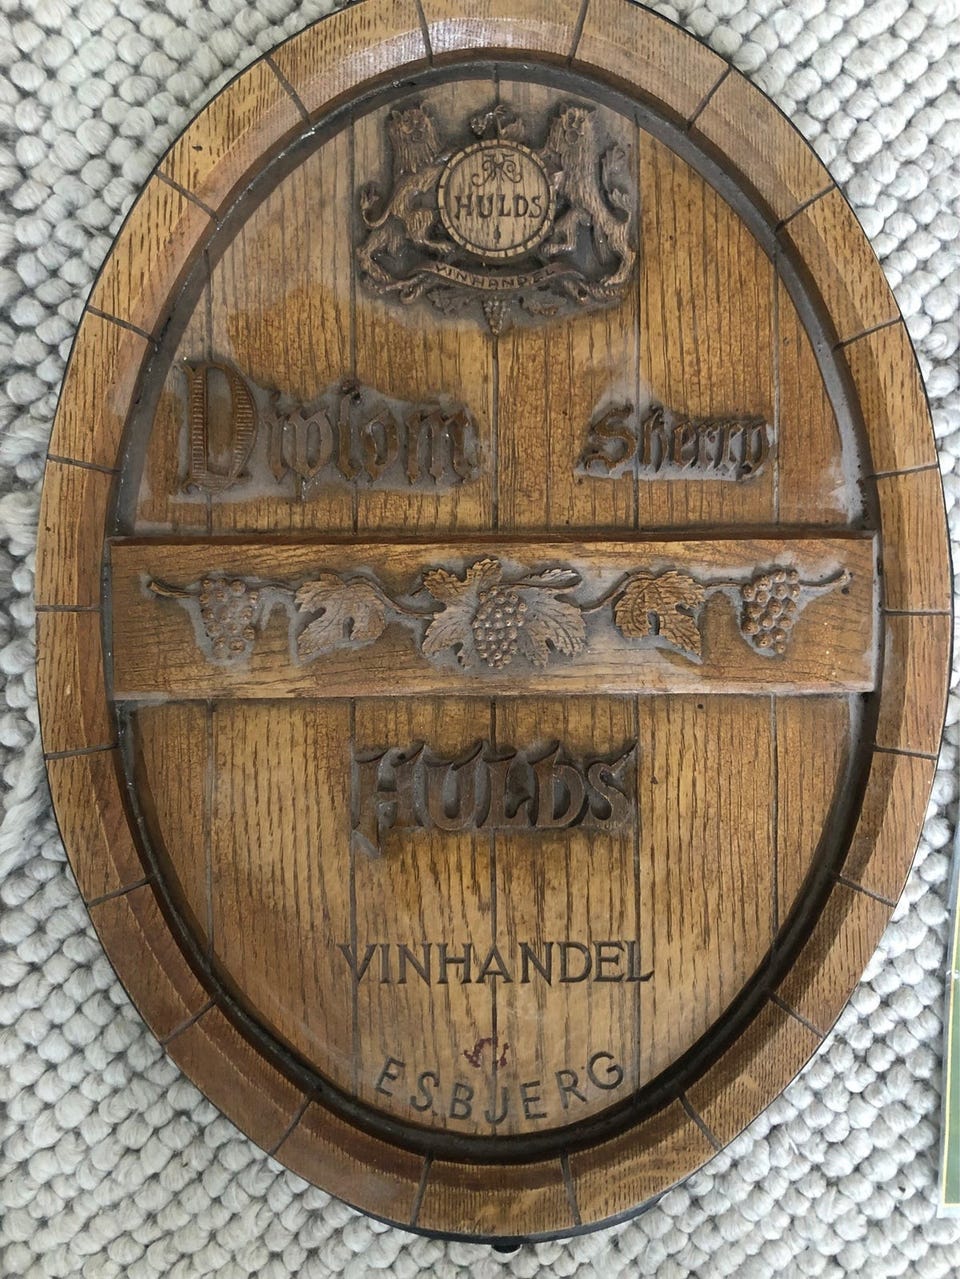 HULDS
VINHANDEL
Diplom Sherry
HULDS
VINHANDEL
ESBJERG